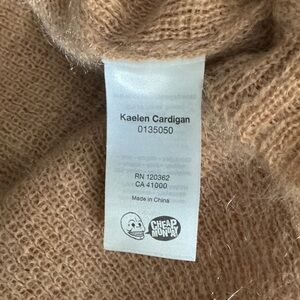 Kaelen Cardigan
0135050
RN 120362
CA 41000
Made in China
CHEAP
MONDAY